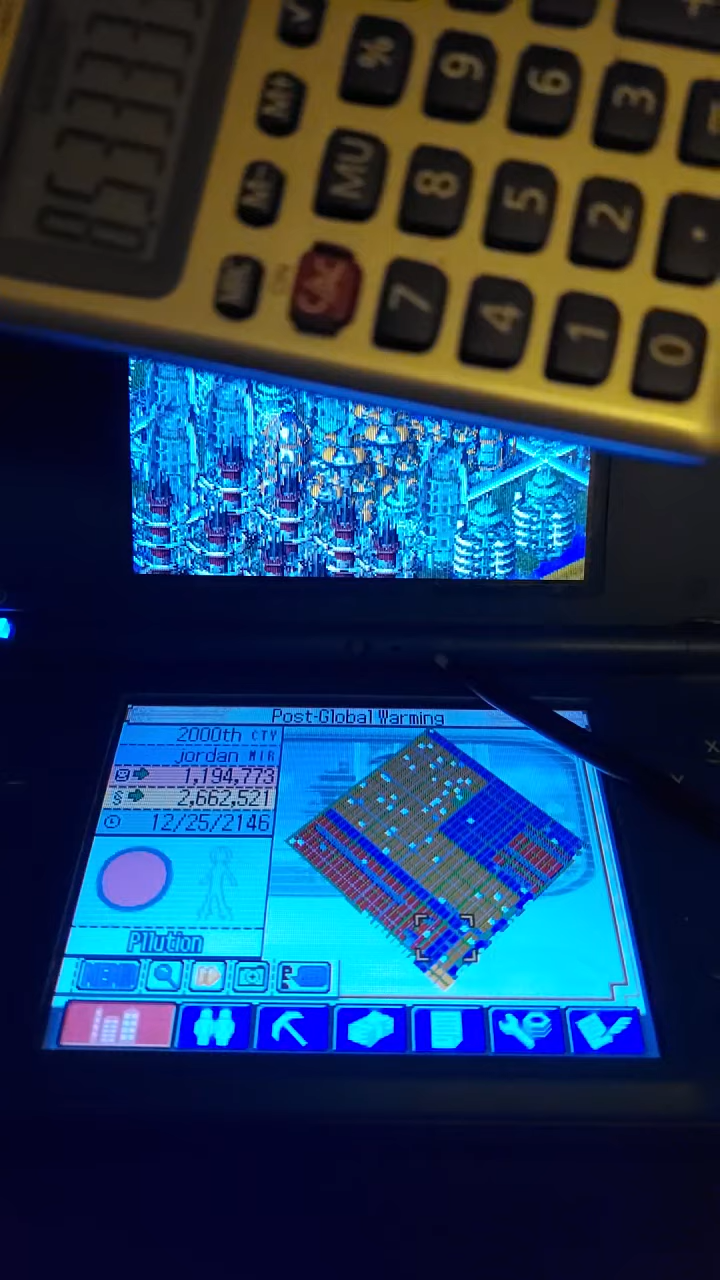 % 9 6 3
M+
MU 8 5 2 .
M-
7 4 1 0
Post-Global Warming
2000th CTY
jordan MIR
1,194,773
§ 2,662,521
12/25/2146
Pllution
MENU